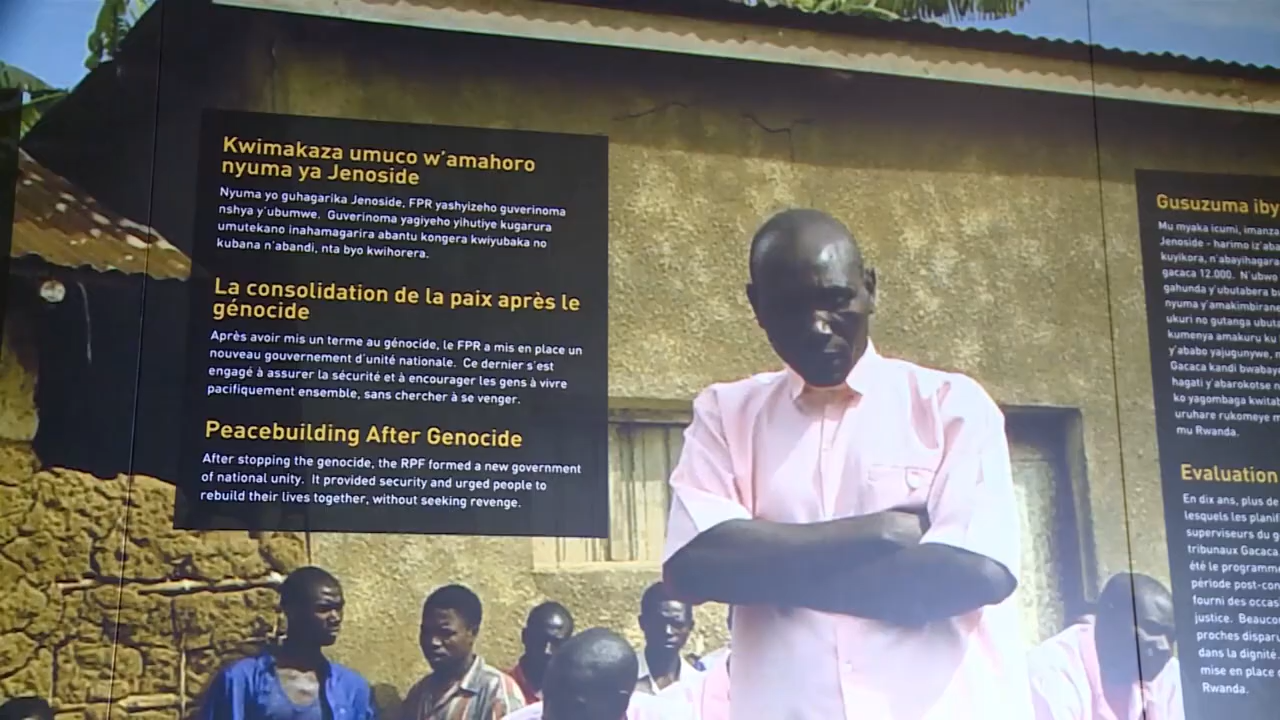 Kwimakaza umuco w'amahoro
nyuma ya Jenoside
Nyuma yo guhagarika Jenoside, FPR yashyizeho guverinoma
nshya y'ubumwe. Guverinoma yagiyeho yihutiye kugarura
umutekano inahamagarira abantu kongera kwiyubaka no
kubana n'abandi, nta byo kwihorera.
La consolidation de la paix après le
génocide
Après avoir mis un terme au génocide, le FPR a mis en place un
nouveau gouvernement d'unité nationale. Ce dernier s'est
engagé à assurer la sécurité et à encourager les gens à vivre
pacifiquement ensemble, sans chercher à se venger.
Peacebuilding After Genocide
After stopping the genocide, the RPF formed a new government
of national unity. It provided security and urged people to
rebuild their lives together, without seeking revenge.
Gusuzuma iby
Mu myaka icumi, imanza
Jenoside - harimo iz'aba
kuyikora, n'abayihagara
gacaca 12.000. N'ubwo
gahunda y'ubutabera b
nyuma y'amakimbirane
ukuri no gutanga ubut
kumenya amakuru ku
y'ababo yajugunywe, n
Gacaca kandi bwabaye
hagati y'abarokotse n
ko yagombaga kwitab
uruhare rukomeye m
mu Rwanda.
Evaluation
En dix ans, plus de
lesquels les planif
superviseurs du g
tribunaux Gacaca.
été le programme
période post-con
fourni des occas
justice. Beaucou
proches dispar
dans la dignité.
mise en place
Rwanda.